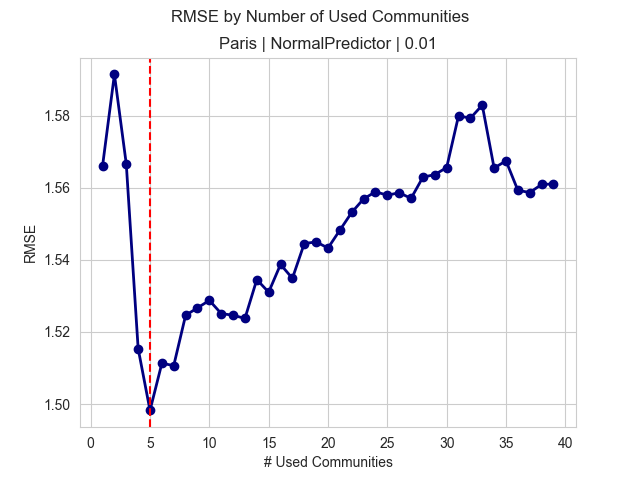 RMSE by Number of Used Communities
Paris | NormalPredictor | 0.01
RMSE
1.58
1.56
1.54
1.52
1.50
0 5 10 15 20 25 30 35 40
# Used Communities